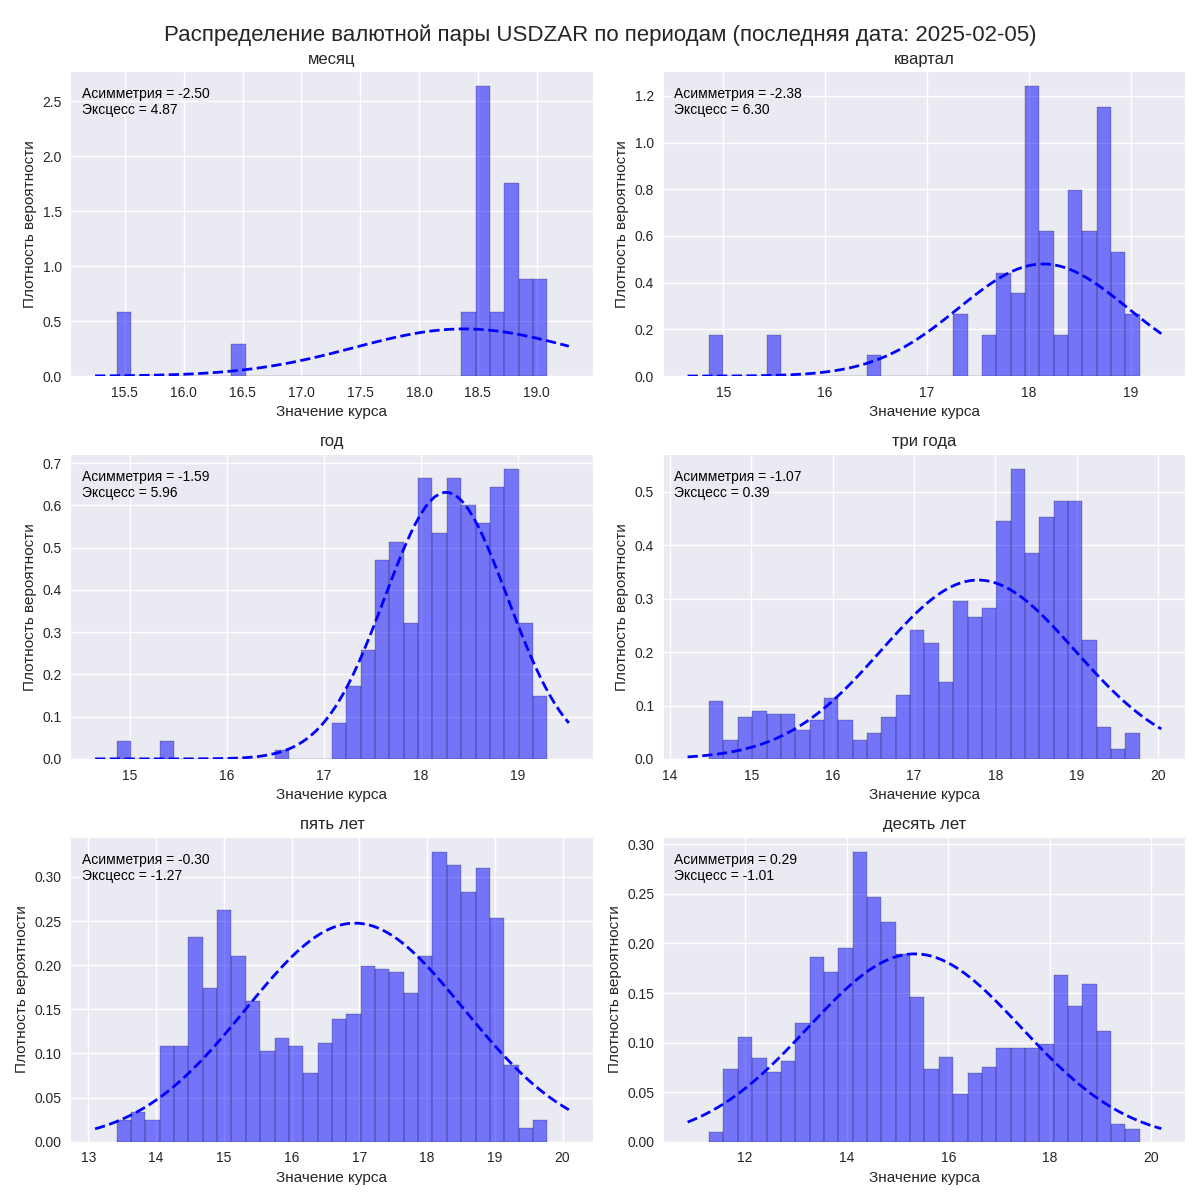 Распределение валютной пары USDZAR по периодам (последняя дата: 2025-02-05)
месяц
Асимметрия = -2.50
Эксцесс = 4.87
Плотность вероятности
2.5
2.0
1.5
1.0
0.5
0.0
15.5 16.0 16.5 17.0 17.5 18.0 18.5 19.0
Значение курса
квартал
Асимметрия = -2.38
Эксцесс = 6.30
Плотность вероятности
1.2
1.0
0.8
0.6
0.4
0.2
0.0
15 16 17 18 19
Значение курса
год
Асимметрия = -1.59
Эксцесс = 5.96
Плотность вероятности
0.7
0.6
0.5
0.4
0.3
0.2
0.1
0.0
15 16 17 18 19
Значение курса
три года
Асимметрия = -1.07
Эксцесс = 0.39
Плотность вероятности
0.5
0.4
0.3
0.2
0.1
0.0
14 15 16 17 18 19 20
Значение курса
пять лет
Асимметрия = -0.30
Эксцесс = -1.27
Плотность вероятности
0.30
0.25
0.20
0.15
0.10
0.05
0.00
13 14 15 16 17 18 19 20
Значение курса
десять лет
Асимметрия = 0.29
Эксцесс = -1.01
Плотность вероятности
0.30
0.25
0.20
0.15
0.10
0.05
0.00
12 14 16 18 20
Значение курса